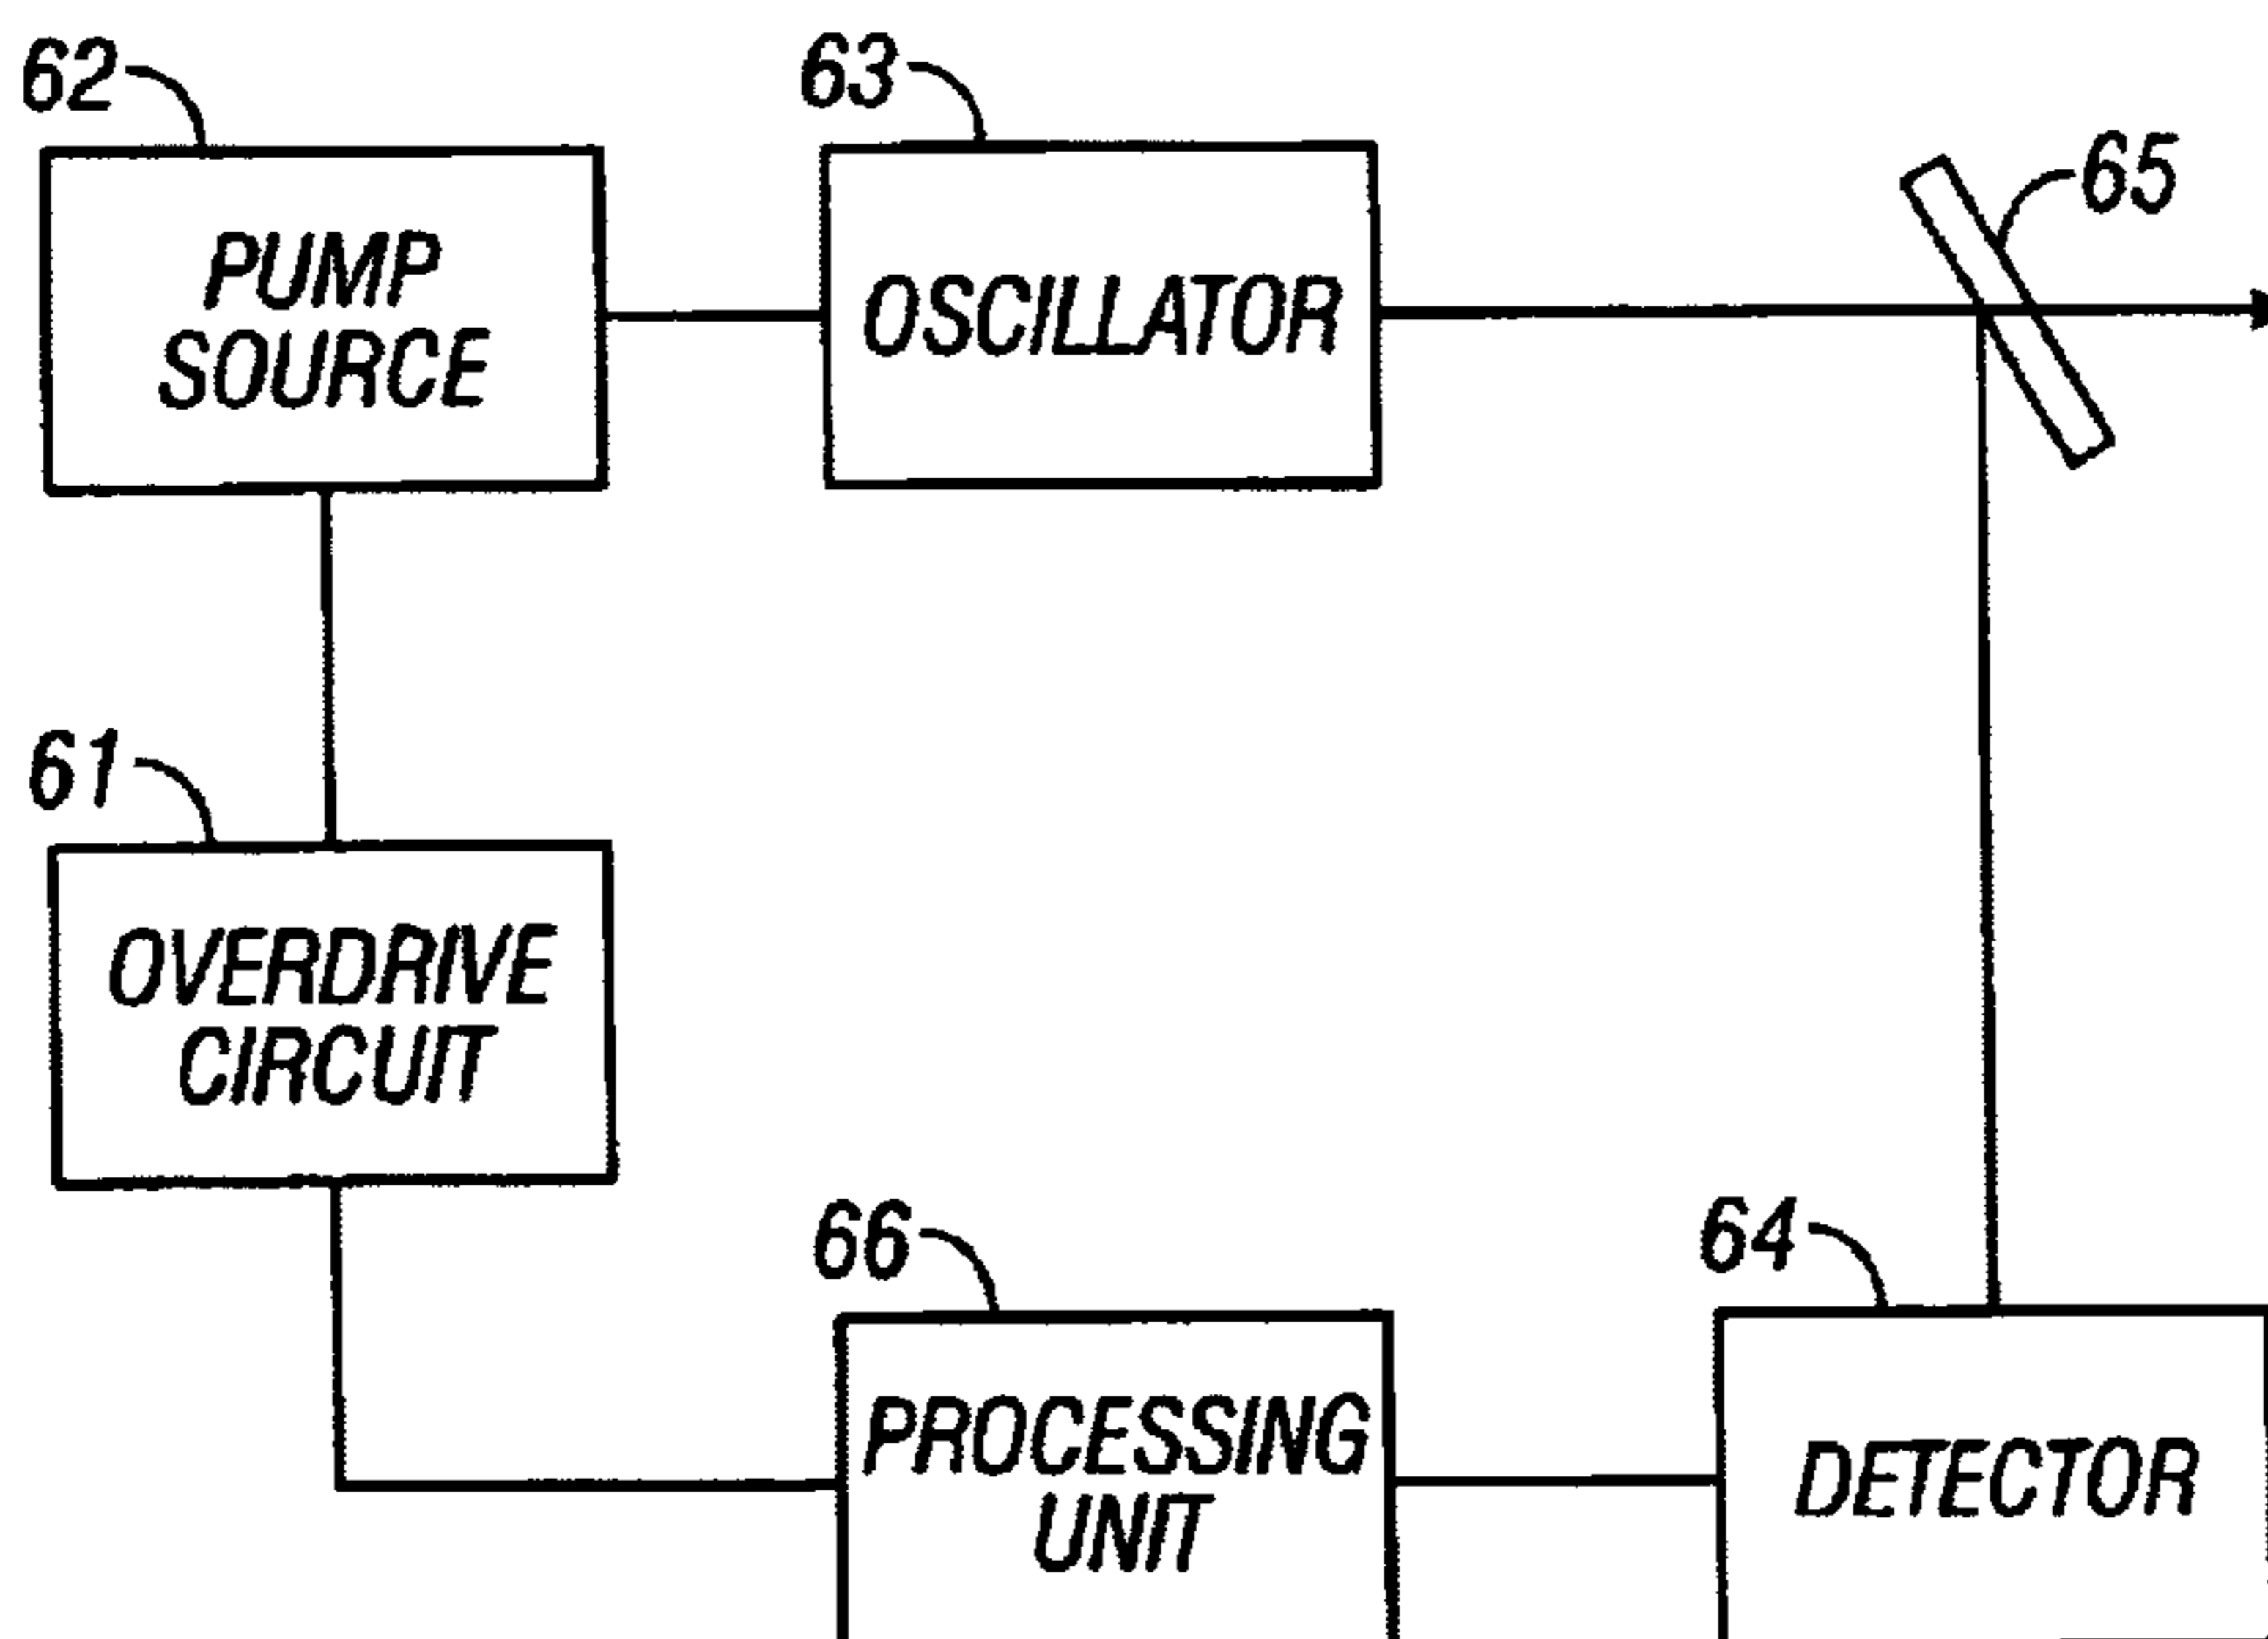 62
63
65
PUMP
SOURCE
OSCILLATOR
61
OVERDRIVE
CIRCUIT
66
64
PROCESSING
UNIT
DETECTOR